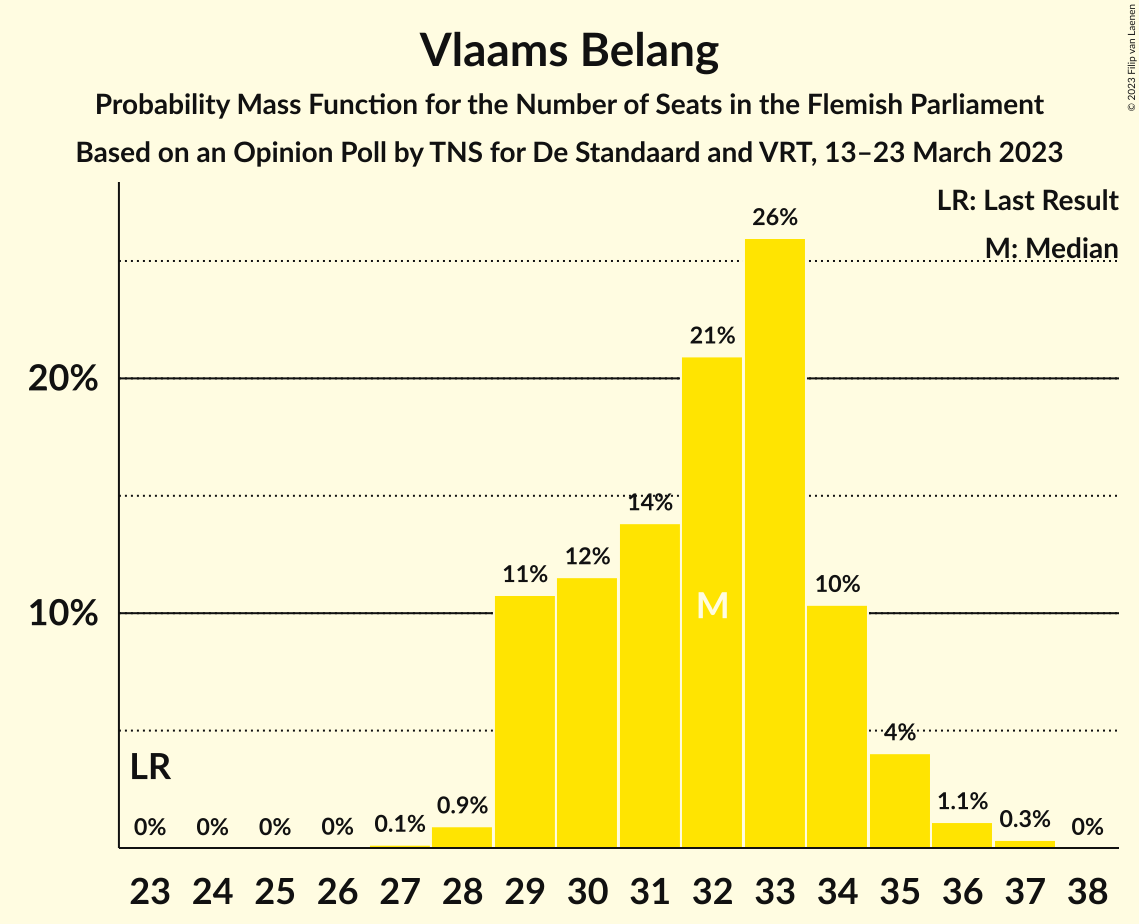 Vlaams Belang
Probability Mass Function for the Number of Seats in the Flemish Parliament
Based on an Opinion Poll by TNS for De Standaard and VRT, 13–23 March 2023
© 2023 Filip van Laenen
LR: Last Result
M: Median
26%
21%
20%
14%
12%
11%
10%
M
10%
4%
LR
0% 0% 0% 0% 0.1% 0.9% 1.1% 0.3% 0%
23 24 25 26 27 28 29 30 31 32 33 34 35 36 37 38